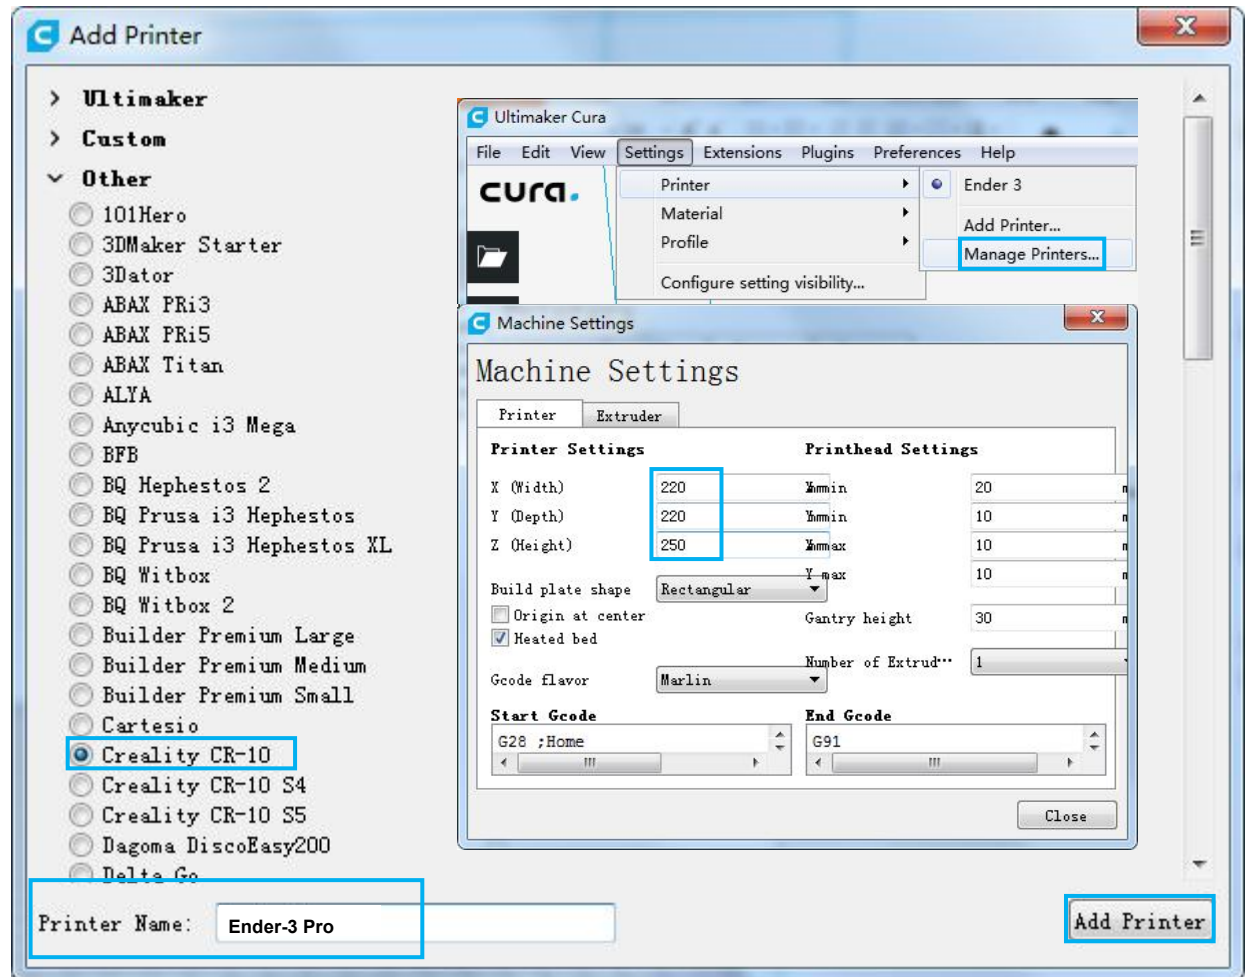 Add Printer
Ultimaker
Custom
Other
101Hero
3DMaker Starter
3Dator
ABAX PRi3
ABAX PRi5
ABAX Titan
ALYA
Anycubic i3 Mega
BFB
BQ Hephestos 2
BQ Prusa i3 Hephestos
BQ Prusa i3 Hephestos XL
BQ Witbox
BQ Witbox 2
Builder Premium Large
Builder Premium Medium
Builder Premium Small
Cartesio
Creality CR-10
Creality CR-10 S4
Creality CR-10 S5
Dagoma DiscoEasy200
Delta Go
Printer Name: Ender-3 Pro
Add Printer
Ultimaker Cura
File Edit View Settings Extensions Plugins Preferences Help
cura.
Printer
Material
Profile
Configure setting visibility...
Ender 3
Add Printer...
Manage Printers...
Machine Settings
Machine Settings
Printer Extruder
Printer Settings
X (Width) 220
Y (Depth) 220
Z (Height) 250
Build plate shape Rectangular
Origin at center
Heated bed
Gcode flavor Marlin
Start Gcode
G28 ;Home
Printhead Settings
20
10
10
Y max 10
Gantry height 30
Number of Extrud··· 1
End Gcode
G91
Close